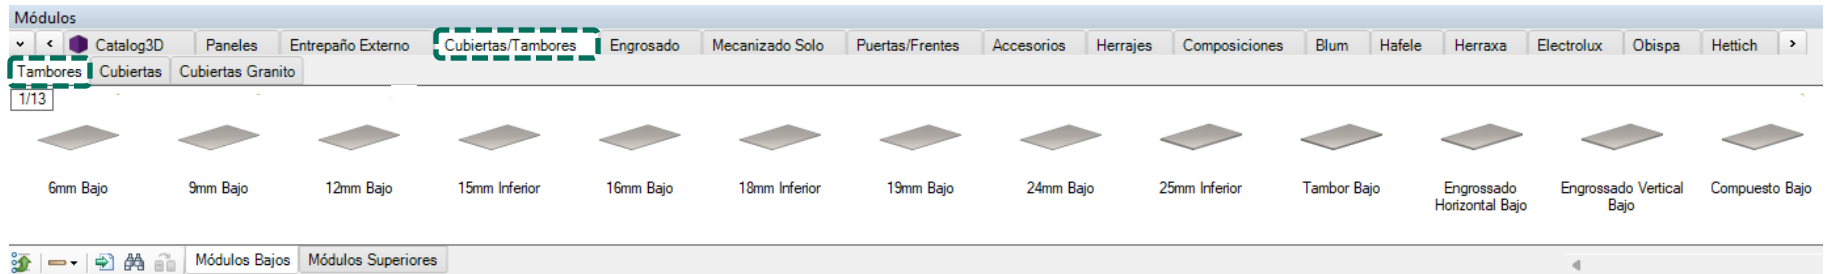 Módulos
Catalog3D Paneles Entrepaño Externo Cubiertas/Tambores Engrosado Mecanizado Solo Puertas/Frentes Accesorios Herrajes Composiciones Blum Hafele Herraxa Electrolux Obispa Hettich
Tambores Cubiertas Cubiertas Granito
1/13
6mm Bajo 9mm Bajo 12mm Bajo 15mm Inferior 16mm Bajo 18mm Inferior 19mm Bajo 24mm Bajo 25mm Inferior Tambor Bajo Engrossado Engrossado Vertical Compuesto Bajo
Horizontal Bajo Bajo
Módulos Bajos Módulos Superiores